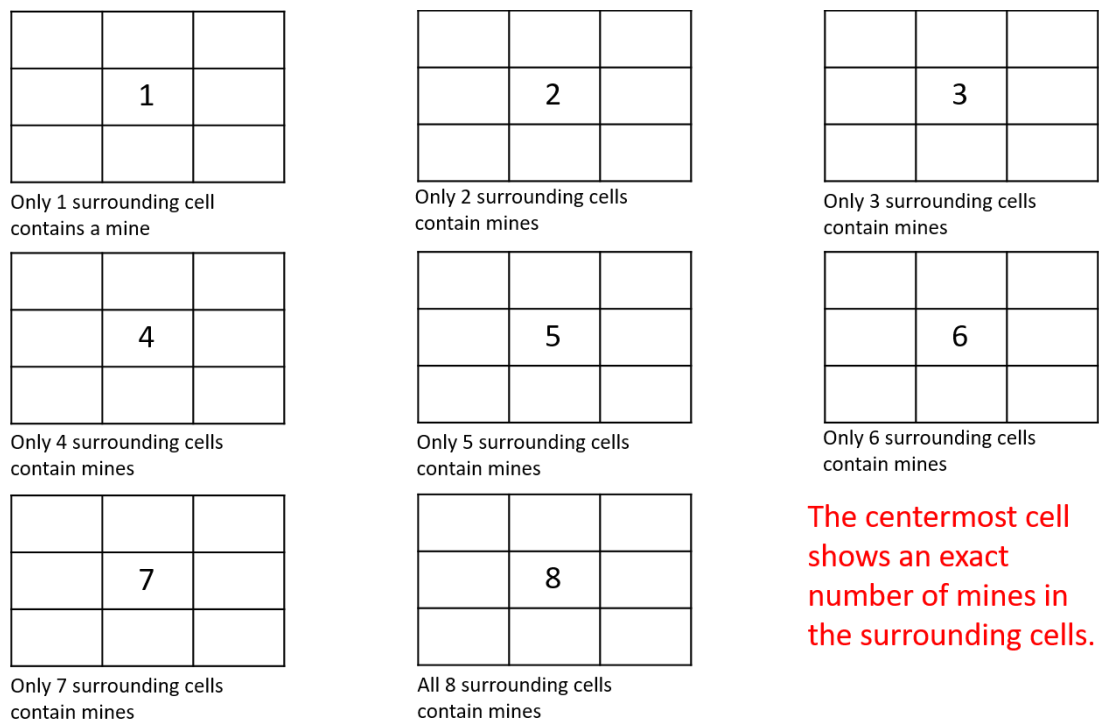 1
2
3
Only 1 surrounding cell
contains a mine
Only 2 surrounding cells
contain mines
Only 3 surrounding cells
contain mines
4
5
6
Only 4 surrounding cells
contain mines
Only 5 surrounding cells
contain mines
Only 6 surrounding cells
contain mines
7
8
The centermost cell
shows an exact
number of mines in
the surrounding cells.
Only 7 surrounding cells
contain mines
All 8 surrounding cells
contain mines